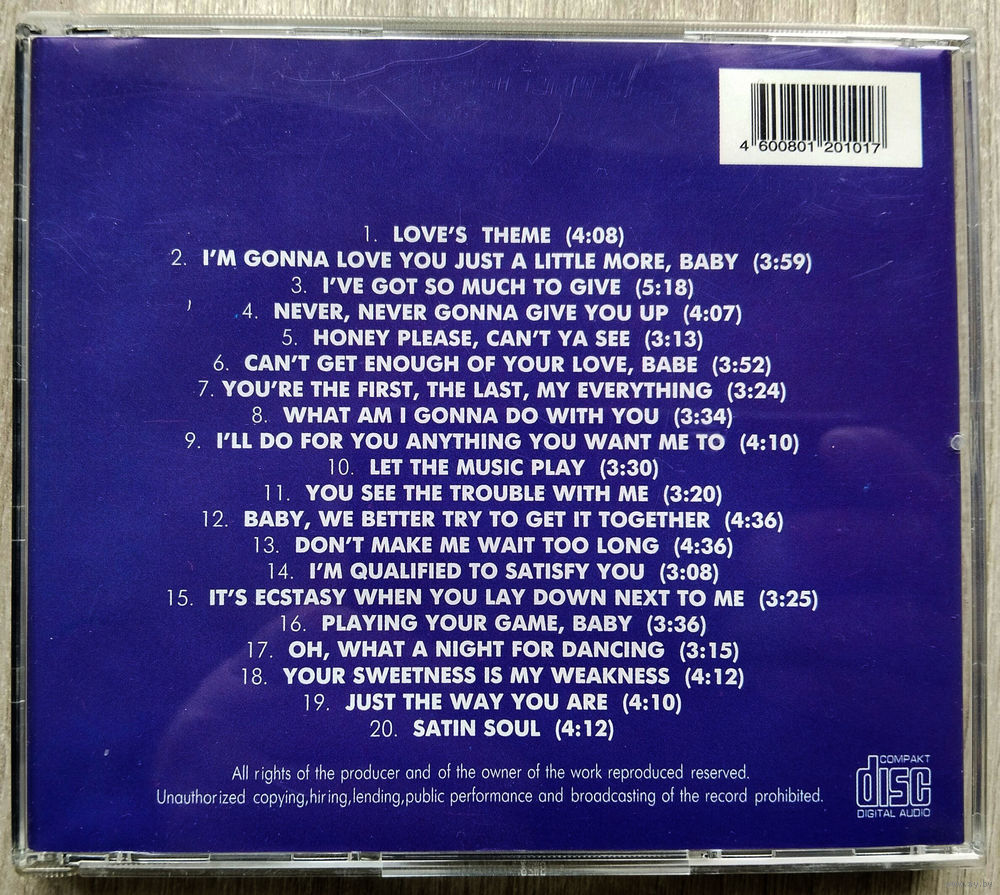 4 600801 201017
1. LOVE'S THEME (4:08)
2. I'M GONNA LOVE YOU JUST A LITTLE MORE, BABY (3:59)
3. I'VE GOT SO MUCH TO GIVE (5:18)
4. NEVER, NEVER GONNA GIVE YOU UP (4:07)
5. HONEY PLEASE, CAN'T YA SEE (3:13)
6. CAN'T GET ENOUGH OF YOUR LOVE, BABE (3:52)
7. YOU'RE THE FIRST, THE LAST, MY EVERYTHING (3:24)
8. WHAT AM I GONNA DO WITH YOU (3:34)
9. I'LL DO FOR YOU ANYTHING YOU WANT ME TO (4:10)
10. LET THE MUSIC PLAY (3:30)
11. YOU SEE THE TROUBLE WITH ME (3:20)
12. BABY, WE BETTER TRY TO GET IT TOGETHER (4:36)
13. DON'T MAKE ME WAIT TOO LONG (4:36)
14. I'M QUALIFIED TO SATISFY YOU (3:08)
15. IT'S ECSTASY WHEN YOU LAY DOWN NEXT TO ME (3:25)
16. PLAYING YOUR GAME, BABY (3:36)
17. OH, WHAT A NIGHT FOR DANCING (3:15)
18. YOUR SWEETNESS IS MY WEAKNESS (4:12)
19. JUST THE WAY YOU ARE (4:10)
20. SATIN SOUL (4:12)
All rights of the producer and of the owner of the work reproduced reserved.
Unauthorized copying,hiring,lending,public performance and broadcasting of the record prohibited.
COMPAKT
disc
DIGITAL AUDIO